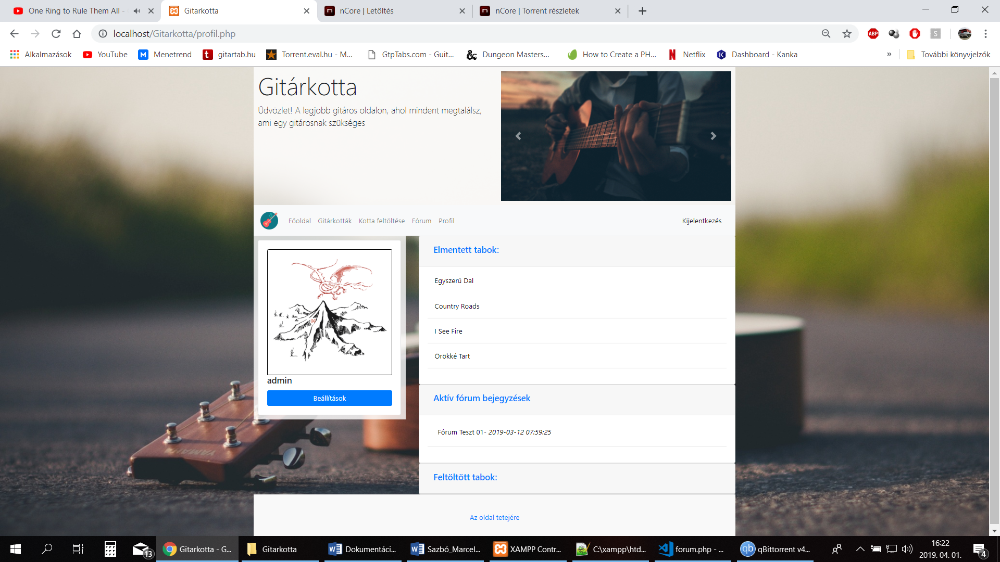 One Ring to Rule Them All -
Gitarkotta
nCore | Letöltés
nCore | Torrent részletek
localhost/Gitarkotta/profil.php
ABP
S
Alkalmazások
YouTube
M
Menetrend
t
gitartab.hu
Torrent.eval.hu - M...
GtpTabs.com - Guit...
Dungeon Masters...
How to Create a PH...
Netflix
K
Dashboard - Kanka
»
További könyvjelzők
Gitárkotta
Üdvözlet! A legjobb gitáros oldalon, ahol mindent megtalálsz,
ami egy gitárosnak szükséges
Főoldal
Gitárkották
Kotta feltöltése
Fórum
Profil
Kijelentkezés
admin
Beállítások
Elmentett tabok:
Egyszerű Dal
Country Roads
I See Fire
Örökké Tart
Aktív fórum bejegyzések
Fórum Teszt 01- 2019-03-12 07:59:25
Feltöltött tabok:
YAMAHA
Az oldal tetejére
13
Gitarkotta - G...
Gitarkotta
Dokumentáci...
Sazbó_Marcel...
XAMPP Contr...
C:\xampp\htd...
forum.php - ...
qb
qBittorrent v4...
16:22
2019. 04. 01.
4